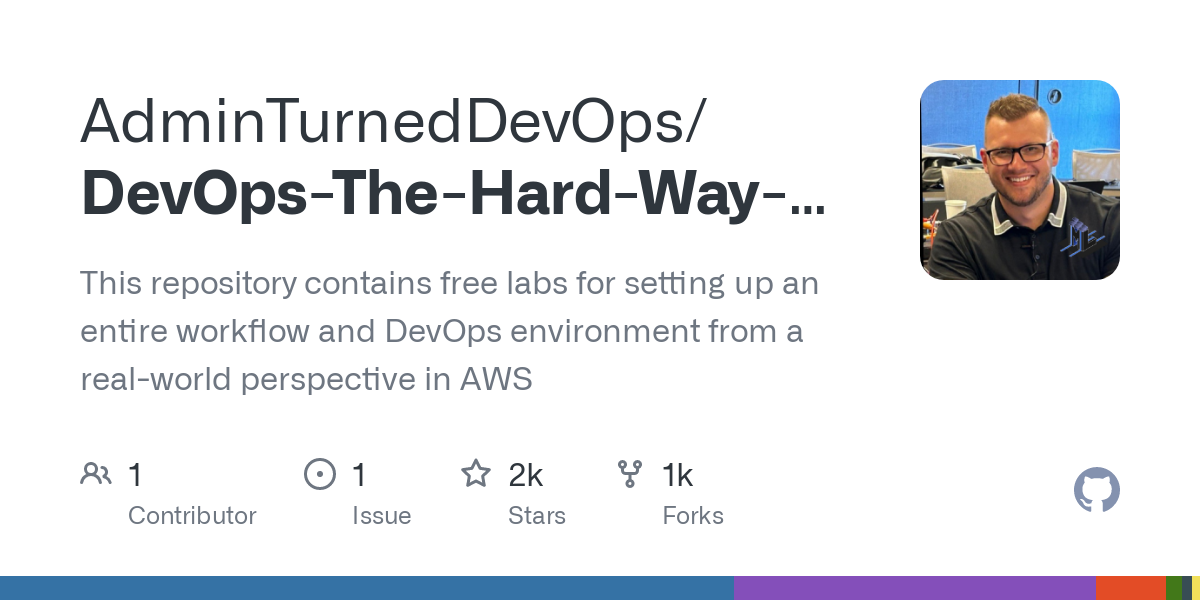 AdminTurnedDevOps/
DevOps-The-Hard-Way-...
This repository contains free labs for setting up an
entire workflow and DevOps environment from a
real-world perspective in AWS
1
Contributor
1
Issue
2k
Stars
1k
Forks